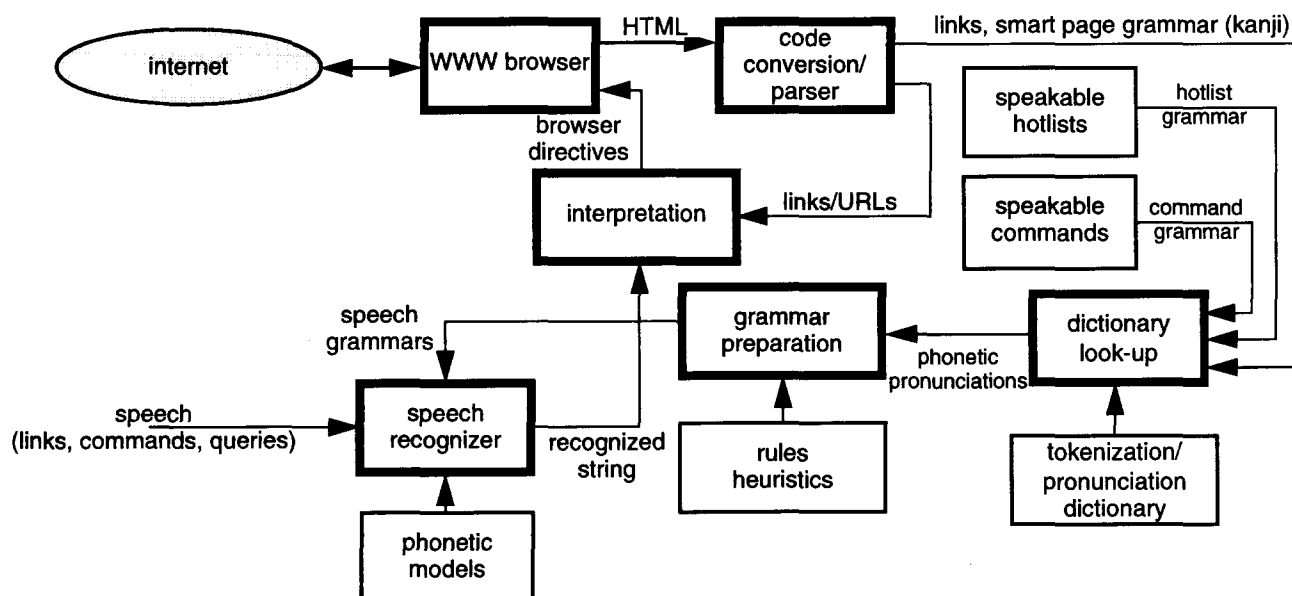 HTML
links, smart page grammar (kanji)
internet
WWW browser
code
conversion/
parser
speakable
hotlists
hotlist
grammar
browser
directives
interpretation
links/URLs
speakable
commands
command
grammar
speech
grammars
grammar
preparation
phonetic
pronunciations
dictionary
look-up
speech
(links, commands, queries)
speech
recognizer
recognized
string
rules
heuristics
tokenization/
pronunciation
dictionary
phonetic
models